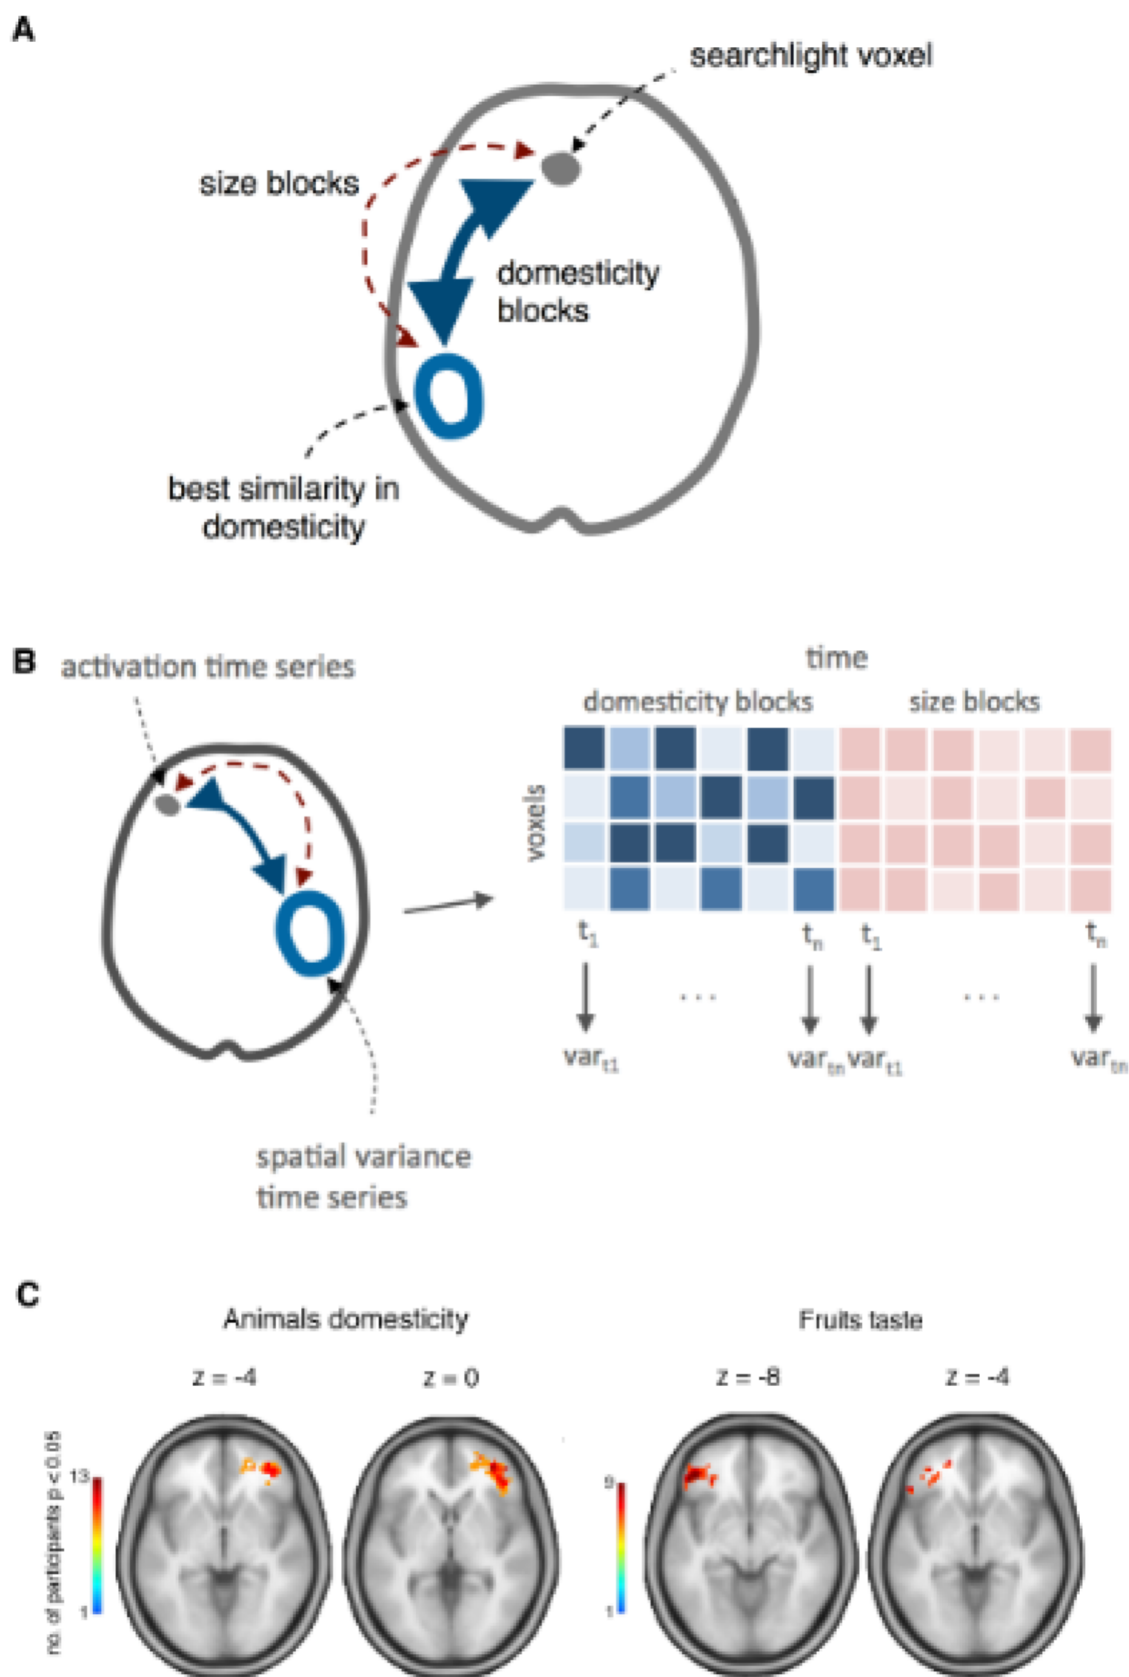 A
searchlight voxel
size blocks
domesticity
blocks
best similarity in
domesticity
B
activation time series
time
domesticity blocks
size blocks
voxels
t1
tn
t1
tn
...
...
vart1
vartn
vart1
vartn
spatial variance
time series
C
Animals domesticity
Fruits taste
z = -4
z = 0
z = -8
z = -4
no. of participants p < 0.05
13
1
9
1